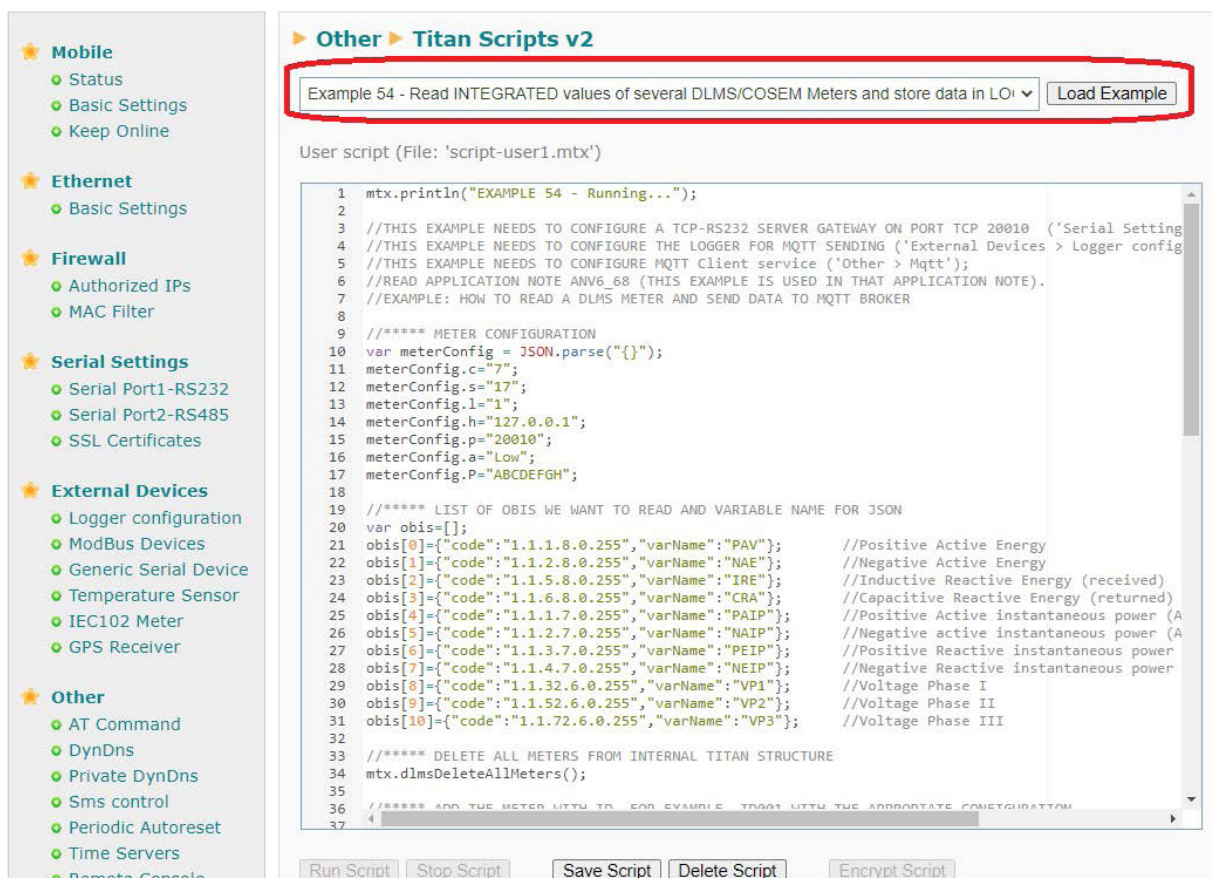 Mobile
Status
Basic Settings
Keep Online
Ethernet
Basic Settings
Firewall
Authorized IPs
MAC Filter
Serial Settings
Serial Port1-RS232
Serial Port2-RS485
SSL Certificates
External Devices
Logger configuration
ModBus Devices
Generic Serial Device
Temperature Sensor
IEC102 Meter
GPS Receiver
Other
AT Command
DynDns
Private DynDns
Sms control
Periodic Autoreset
Time Servers
Remote Console
Other Titan Scripts v2
Example 54 - Read INTEGRATED values of several DLMS/COSEM Meters and store data in LO
Load Example
User script (File: 'script-user1.mtx')
1 mtx.println("EXAMPLE 54 - Running...");
2
3 //THIS EXAMPLE NEEDS TO CONFIGURE A TCP-RS232 SERVER GATEWAY ON PORT TCP 20010 ('Serial Setting
4 //THIS EXAMPLE NEEDS TO CONFIGURE THE LOGGER FOR MQTT SENDING ('External Devices > Logger config
5 //THIS EXAMPLE NEEDS TO CONFIGURE MQTT Client service ('Other > Mqtt');
6 //READ APPLICATION NOTE ANV6_68 (THIS EXAMPLE IS USED IN THAT APPLICATION NOTE).
7 //EXAMPLE: HOW TO READ A DLMS METER AND SEND DATA TO MQTT BROKER
8
9 //***** METER CONFIGURATION
10 var meterConfig = JSON.parse("{}");
11 meterConfig.c="7";
12 meterConfig.s="17";
13 meterConfig.l="1";
14 meterConfig.h="127.0.0.1";
15 meterConfig.p="20010";
16 meterConfig.a="Low";
17 meterConfig.P="ABCDEFGH";
18
19 //***** LIST OF OBIS WE WANT TO READ AND VARIABLE NAME FOR JSON
20 var obis=[];
21 obis[0]={"code":"1.1.1.8.0.255","varName":"PAV"}; //Positive Active Energy
22 obis[1]={"code":"1.1.2.8.0.255","varName":"NAE"}; //Negative Active Energy
23 obis[2]={"code":"1.1.5.8.0.255","varName":"IRE"}; //Inductive Reactive Energy (received)
24 obis[3]={"code":"1.1.6.8.0.255","varName":"CRA"}; //Capacitive Reactive Energy (returned)
25 obis[4]={"code":"1.1.1.7.0.255","varName":"PAIP"}; //Positive Active instantaneous power (A
26 obis[5]={"code":"1.1.2.7.0.255","varName":"NAIP"}; //Negative active instantaneous power (A
27 obis[6]={"code":"1.1.3.7.0.255","varName":"PEIP"}; //Positive Reactive instantaneous power
28 obis[7]={"code":"1.1.4.7.0.255","varName":"NEIP"}; //Negative Reactive instantaneous power
29 obis[8]={"code":"1.1.32.6.0.255","varName":"VP1"}; //Voltage Phase I
30 obis[9]={"code":"1.1.52.6.0.255","varName":"VP2"}; //Voltage Phase II
31 obis[10]={"code":"1.1.72.6.0.255","varName":"VP3"}; //Voltage Phase III
32
33 //***** DELETE ALL METERS FROM INTERNAL TITAN STRUCTURE
34 mtx.dlmsDeleteAllMeters();
35
36 //***** ADD THE METER WITH ID, FOR EXAMPLE, ID001 WITH THE APPROPIATE CONFIGURATION
37
Run Script
Stop Script
Save Script
Delete Script
Encrypt Script